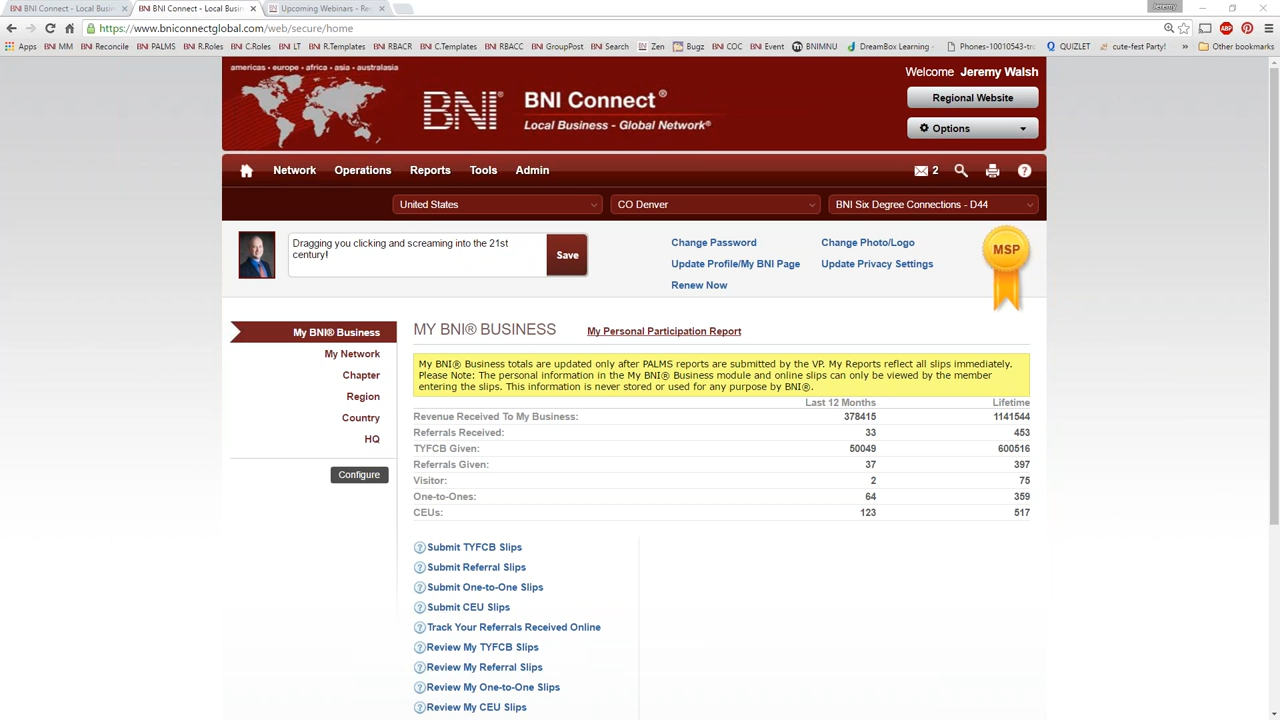 BNI Connect - Local Busin
BNI Connect - Local Busin
Upcoming Webinars - Re
Jeremy
https://www.bniconnectglobal.com/web/secure/home
Apps BNI MM BNI Reconcile BNI PALMS BNI R.Roles BNI C.Roles BNI LT BNI R.Templates BNI RBACR BNI C.Templates BNI RBACC BNI GroupPost BNI Search Zen Bugz BNI COC BNI Event BNIMNU DreamBox Learning - Phones-10010543-tro QUIZLET cute-fest Party! » Other bookmarks
americas • europe • africa • asia • australasia
BNI® BNI Connect®
Local Business - Global Network®
Welcome Jeremy Walsh
Regional Website
Options
Network Operations Reports Tools Admin 2 ?
United States CO Denver BNI Six Degree Connections - D44
Dragging you clicking and screaming into the 21st
century!
Save
Change Password Change Photo/Logo
Update Profile/My BNI Page Update Privacy Settings
Renew Now
MSP
My BNI® Business
My Network
Chapter
Region
Country
HQ
Configure
MY BNI® BUSINESS My Personal Participation Report
My BNI® Business totals are updated only after PALMS reports are submitted by the VP. My Reports reflect all slips immediately.
Please Note: The personal information in the My BNI® Business module and online slips can only be viewed by the member
entering the slips. This information is never stored or used for any purpose by BNI®.
Last 12 Months Lifetime
Revenue Received To My Business: 378415 1141544
Referrals Received: 33 453
TYFCB Given: 50049 600516
Referrals Given: 37 397
Visitor: 2 75
One-to-Ones: 64 359
CEUs: 123 517
?Submit TYFCB Slips
?Submit Referral Slips
?Submit One-to-One Slips
?Submit CEU Slips
?Track Your Referrals Received Online
?Review My TYFCB Slips
?Review My Referral Slips
?Review My One-to-One Slips
?Review My CEU Slips